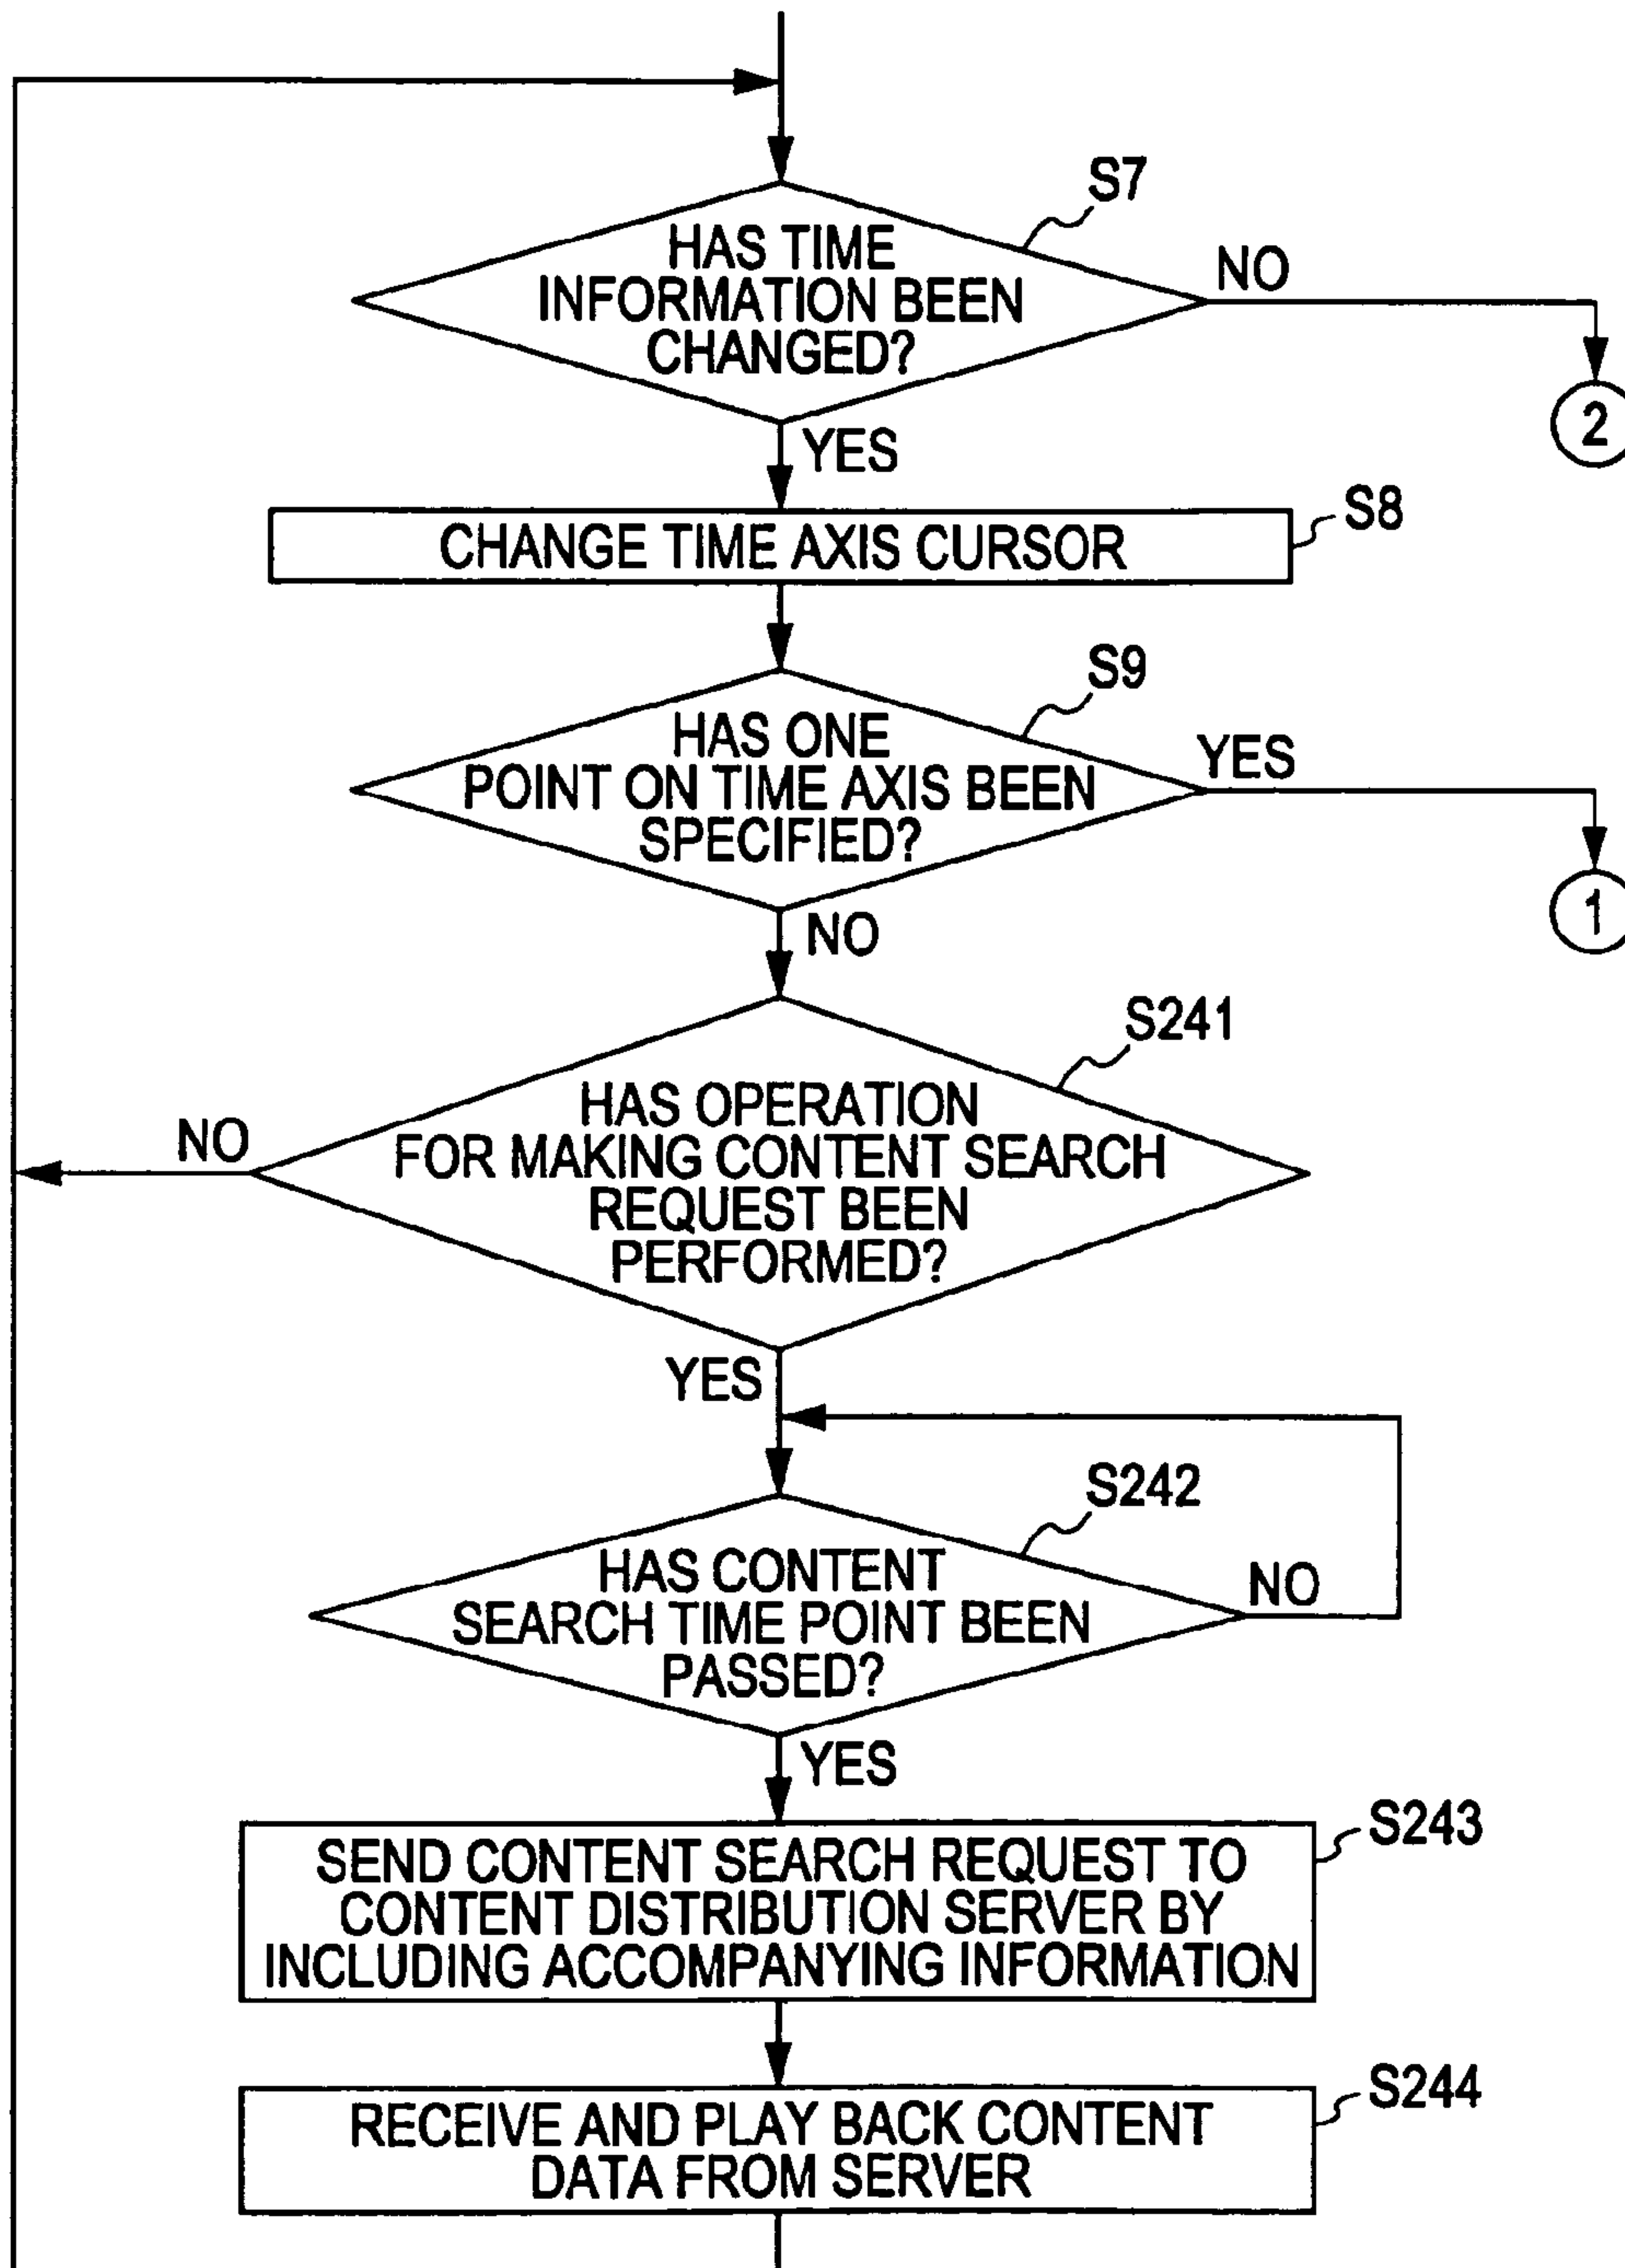 S7
HAS TIME
INFORMATION BEEN
CHANGED?
NO
2
YES
S8
CHANGE TIME AXIS CURSOR
S9
HAS ONE
POINT ON TIME AXIS BEEN
SPECIFIED?
YES
1
NO
S241
HAS OPERATION
FOR MAKING CONTENT SEARCH
REQUEST BEEN
PERFORMED?
NO
YES
S242
HAS CONTENT
SEARCH TIME POINT BEEN
PASSED?
NO
YES
S243
SEND CONTENT SEARCH REQUEST TO
CONTENT DISTRIBUTION SERVER BY
INCLUDING ACCOMPANYING INFORMATION
S244
RECEIVE AND PLAY BACK CONTENT
DATA FROM SERVER